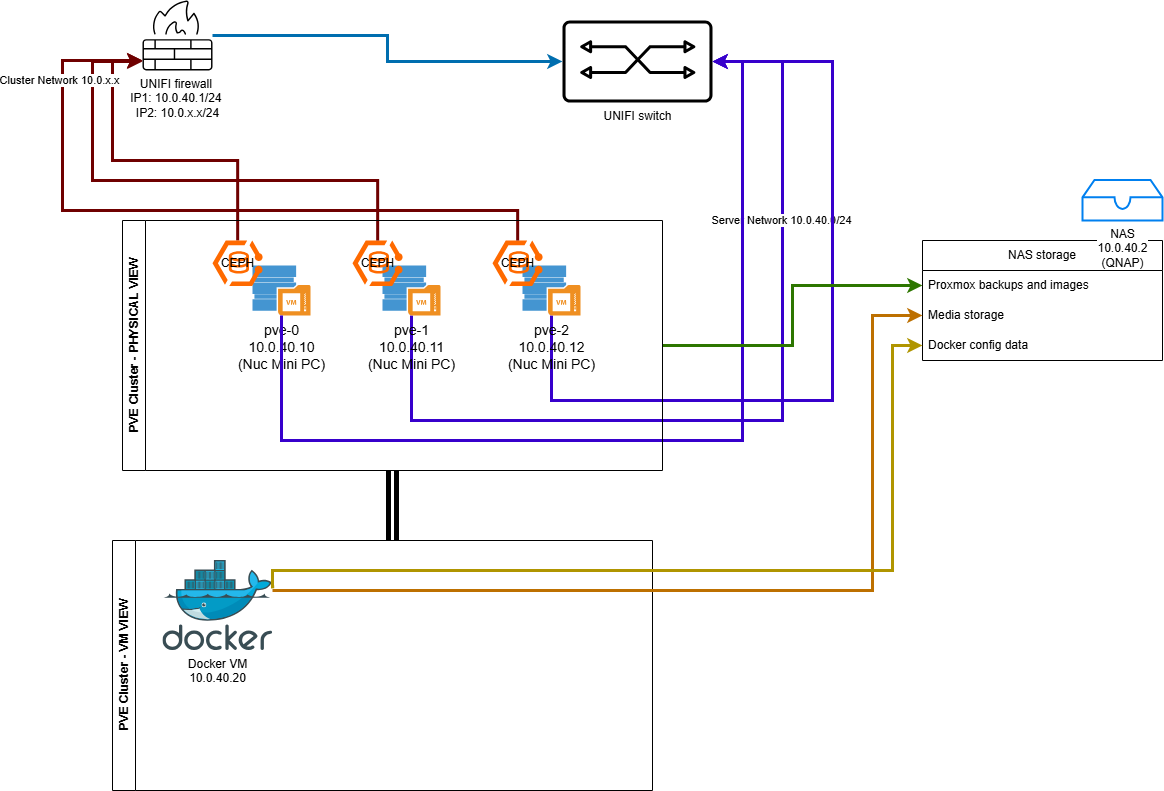 Cluster Network 10.0.x.x
UNIFI firewall
IP1: 10.0.40.1/24
IP2: 10.0.x.x/24
UNIFI switch
Server Network 10.0.40.0/24
NAS
10.0.40.2
(QNAP)
NAS storage
Proxmox backups and images
Media storage
Docker config data
PVE Cluster - PHYSICAL VIEW
CEPH
VM
pve-0
10.0.40.10
(Nuc Mini PC)
CEPH
VM
pve-1
10.0.40.11
(Nuc Mini PC)
CEPH
VM
pve-2
10.0.40.12
(Nuc Mini PC)
PVE Cluster - VM VIEW
docker
Docker VM
10.0.40.20